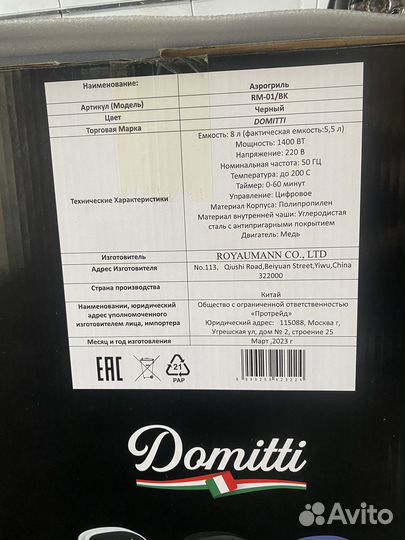 Наименование: Аэрогриль
Артикул (Модель) RM-01/BK
Цвет Черный
Торговая Марка DOMITTI
Технические Характеристики
Емкость: 8 л (фактическая емкость:5,5 л)
Мощность: 1400 ВТ
Напряжение: 220 В
Номинальная частота: 50 ГЦ
Температура: до 200 С
Таймер: 0-60 минут
Управление: Цифровое
Материал Корпуса: Полипропилен
Материал внутренней чаши: Углеродистая
сталь с антипригарными покрытием
Двигатель: Медь
Изготовитель ROYAUMANN CO., LTD
Адрес Изготовителя No.113, Qiushi Road,Beiyuan Street,Yiwu,China
322000
Страна производства Китай
Наименовании, юридический
адрес уполномоченного
изготовителем лица, импортера
Общество с ограниченной ответственностью
«Протрейд»
Юридический адрес: 115088, Москва г,
Угрешская ул, дом № 2, строение 25
Месяц и год изготовления Март ,2023 г
EAC
21
PAP
Domitti
Avito